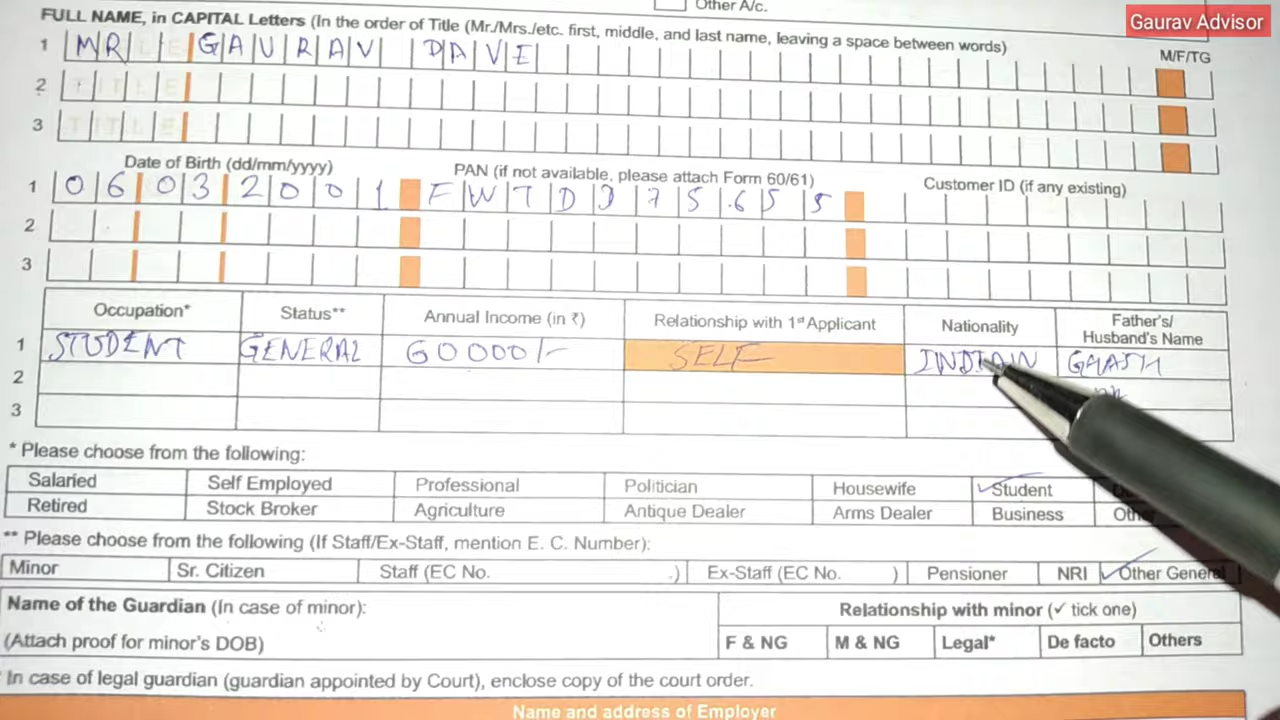 Other A/c.
Gaurav Advisor
FULL NAME, in CAPITAL Letters (In the order of Title (Mr./Mrs./etc. first, middle, and last name, leaving a space between words)
M/F/TG
1 MR GAURAV DAVE
2 TITLE
3 TITLE
Date of Birth (dd/mm/yyyy) PAN (if not available, please attach Form 60/61) Customer ID (if any existing)
1 06 03 2001 FWTDD75655
2
3
Occupation* Status** Annual Income (in ₹) Relationship with 1st Applicant Nationality Father's/
Husband's Name
1 STUDENT GENERAL 60000/- SELF INDIAN
2
3
* Please choose from the following:
Salaried Self Employed Professional Politician Housewife ✓ Student
Retired Stock Broker Agriculture Antique Dealer Arms Dealer Business
** Please choose from the following (If Staff/Ex-Staff, mention E. C. Number):
Minor Sr. Citizen Staff (EC No. ) Ex-Staff (EC No. ) Pensioner NRI ✓ Other General
Name of the Guardian (In case of minor): Relationship with minor (✓ tick one)
(Attach proof for minor's DOB) F & NG M & NG Legal* De facto Others
In case of legal guardian (guardian appointed by Court), enclose copy of the court order.
Name and address of Employer